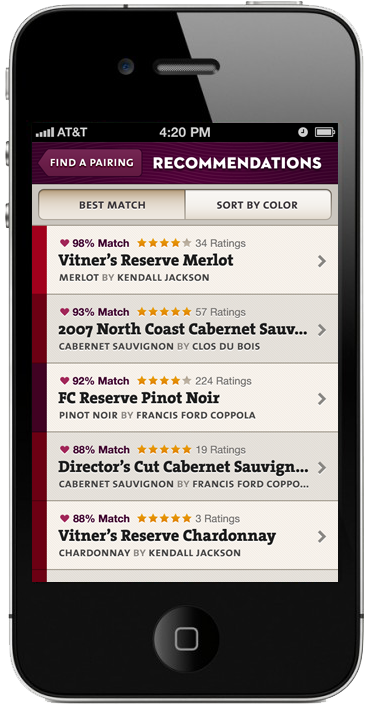 AT&T 4:20 PM
FIND A PAIRING RECOMMENDATIONS
BEST MATCH SORT BY COLOR
98% Match 34 Ratings
Vitner's Reserve Merlot
MERLOT BY KENDALL JACKSON
93% Match 57 Ratings
2007 North Coast Cabernet Sauv...
CABERNET SAUVIGNON BY CLOS DU BOIS
92% Match 224 Ratings
FC Reserve Pinot Noir
PINOT NOIR BY FRANCIS FORD COPPOLA
88% Match 19 Ratings
Director's Cut Cabernet Sauvign...
CABERNET SAUVIGNON BY FRANCIS FORD COPPO...
88% Match 3 Ratings
Vitner's Reserve Chardonnay
CHARDONNAY BY KENDALL JACKSON